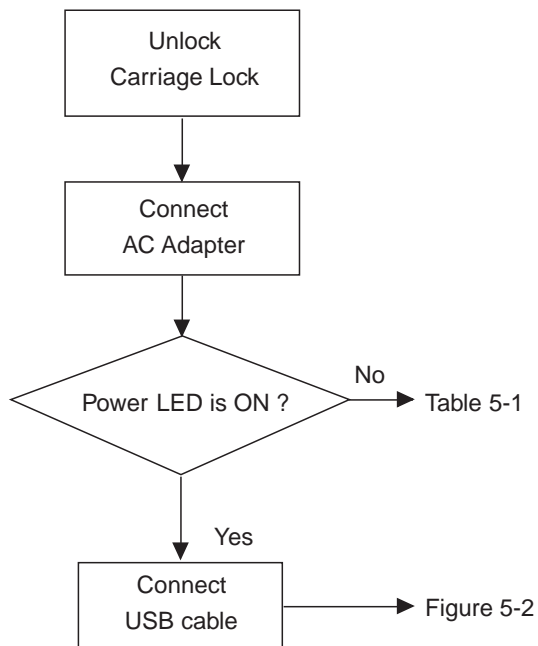 Unlock
Carriage Lock
Connect
AC Adapter
Power LED is ON ?
No
Table 5-1
Yes
Connect
USB cable
Figure 5-2